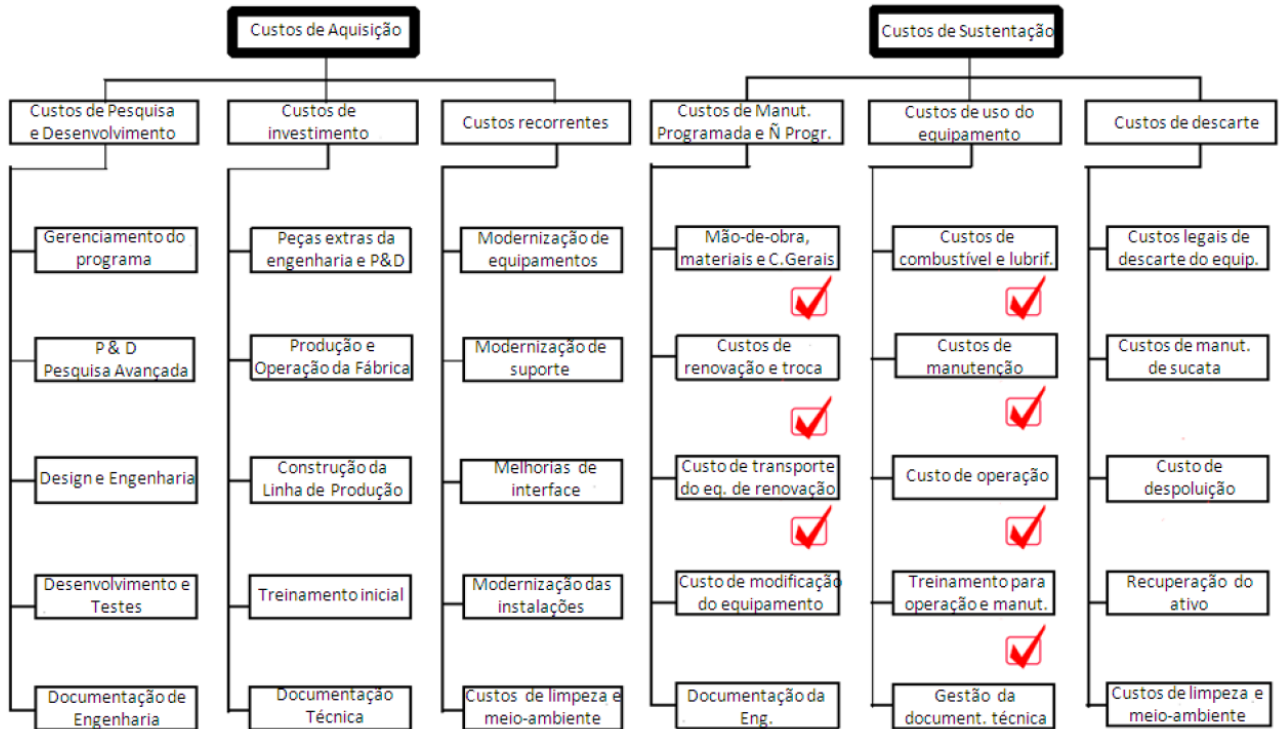 Custos de Aquisição
Custos de Sustentação
Custos de Pesquisa
e Desenvolvimento
Custos de
investimento
Custos recorrentes
Custos de Manut.
Programada e Ñ Progr.
Custos de uso do
equipamento
Custos de descarte
Gerenciamento do
programa
Peças extras da
engenharia e P&D
Modernização de
equipamentos
Mão-de-obra,
materiais e C.Gerais
Custos de
combustível e lubrif.
Custos legais de
descarte do equip.
P & D
Pesquisa Avançada
Produção e
Operação da Fábrica
Modernização de
suporte
Custos de
renovação e troca
Custos de
manutenção
Custos de manut.
de sucata
Design e Engenharia
Construção da
Linha de Produção
Melhorias de
interface
Custo de transporte
do eq. de renovação
Custo de operação
Custo de
despoluição
Desenvolvimento e
Testes
Treinamento inicial
Modernização das
instalações
Custo de modificação
do equipamento
Treinamento para
operação e manut.
Recuperação do
ativo
Documentação de
Engenharia
Documentação
Técnica
Custos de limpeza e
meio-ambiente
Documentação da
Eng.
Gestão da
document. técnica
Custos de limpeza e
meio-ambiente